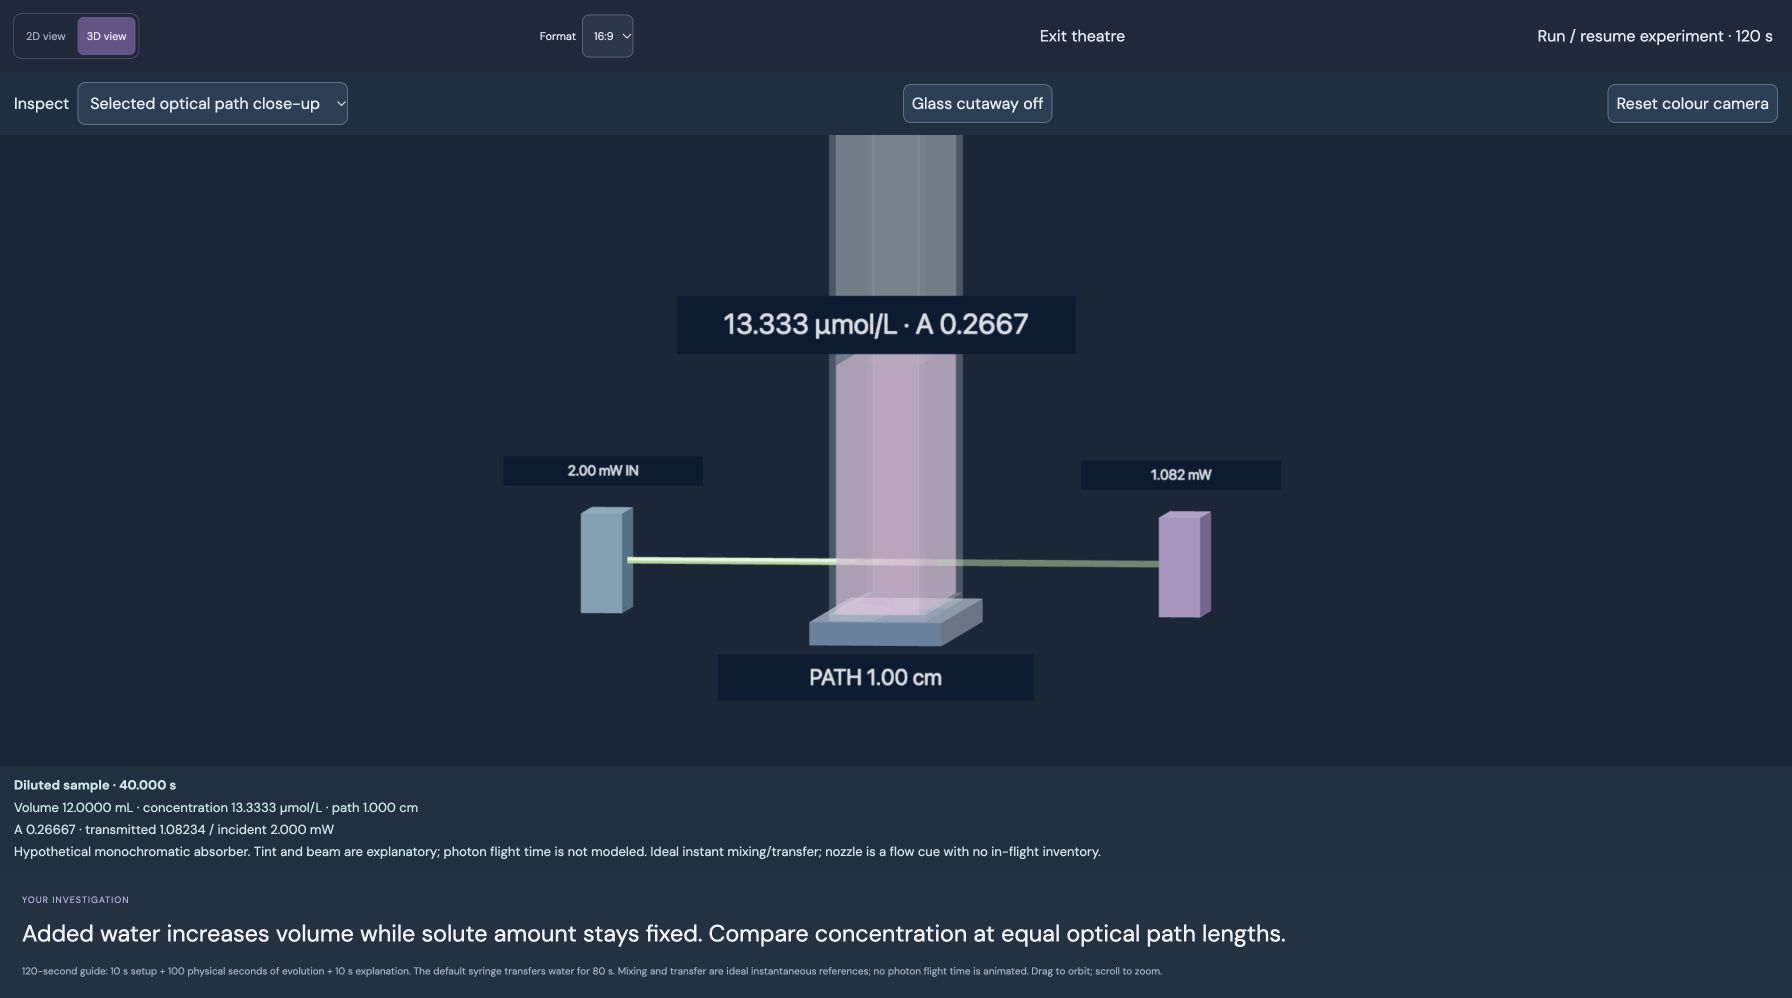 2D view 3D view Format 16:9 Exit theatre Run / resume experiment · 120 s
Inspect Selected optical path close-up Glass cutaway off Reset colour camera
13.333 µmol/L · A 0.2667
2.00 mW IN
1.082 mW
PATH 1.00 cm
Diluted sample · 40.000 s
Volume 12.0000 mL · concentration 13.3333 µmol/L · path 1.000 cm
A 0.26667 · transmitted 1.08234 / incident 2.000 mW
Hypothetical monochromatic absorber. Tint and beam are explanatory; photon flight time is not modeled. Ideal instant mixing/transfer; nozzle is a flow cue with no in-flight inventory.
YOUR INVESTIGATION
Added water increases volume while solute amount stays fixed. Compare concentration at equal optical path lengths.
120-second guide: 10 s setup + 100 physical seconds of evolution + 10 s explanation. The default syringe transfers water for 80 s. Mixing and transfer are ideal instantaneous references; no photon flight time is animated. Drag to orbit; scroll to zoom.